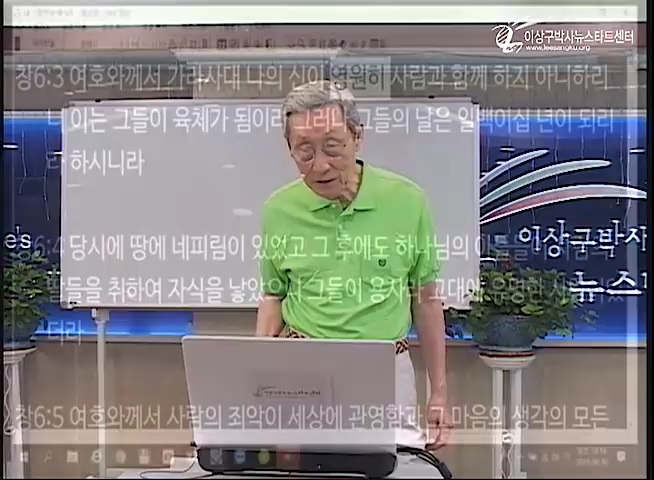 이상구박사뉴스타트센터
www.leesangku.org
창6:3 여호와께서 가라사대 나의 신이 영원히 사람과 함께 하지 아니하리
니 이는 그들이 육체가 됨이라 그러나 그들의 날은 일백이십 년이 되리
라 하시니라
e's
이상구박사
뉴스
창6:4 당시에 땅에 네피림이 있었고 그 후에도 하나님의
딸들을 취하여 자식을 낳았으니 그들이 용사라 그대에 유명한
더라
창6:5 여호와께서 사람의 죄악이 세상에 관영함과 그 마음의 생각의 모든